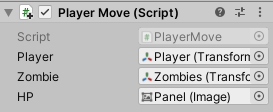 Player Move (Script)
Script PlayerMove
Player Player (Transform
Zombie Zombies (Transfo
HP Panel (Image)